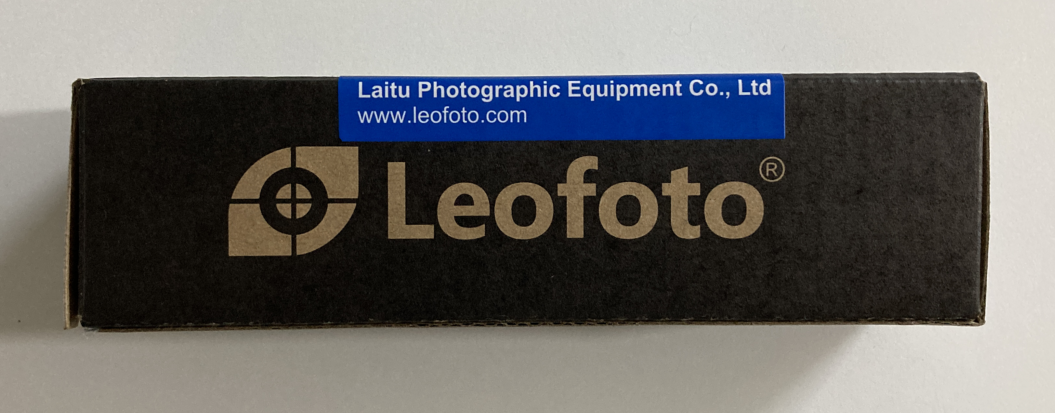 Laitu Photographic Equipment Co., Ltd
www.leofoto.com
Leofoto®